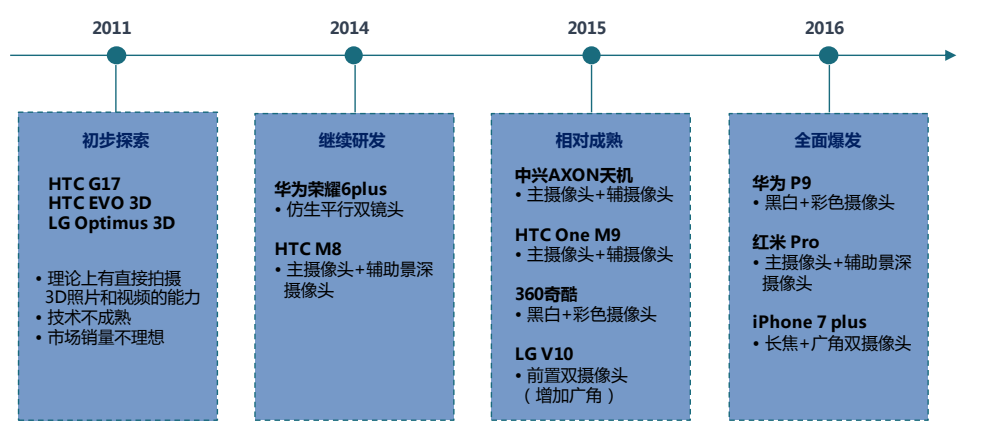 2011
2014
2015
2016
初步探索
HTC G17
HTC EVO 3D
LG Optimus 3D
• 理论上有直接拍摄
3D照片和视频的能力
• 技术不成熟
• 市场销量不理想
继续研发
华为荣耀6plus
• 仿生平行双镜头
HTC M8
• 主摄像头+辅助景深
摄像头
相对成熟
中兴AXON天机
• 主摄像头+辅摄像头
HTC One M9
• 主摄像头+辅摄像头
360奇酷
• 黑白+彩色摄像头
LG V10
• 前置双摄像头
（增加广角）
全面爆发
华为 P9
• 黑白+彩色摄像头
红米 Pro
• 主摄像头+辅助景深
摄像头
iPhone 7 plus
• 长焦+广角双摄像头